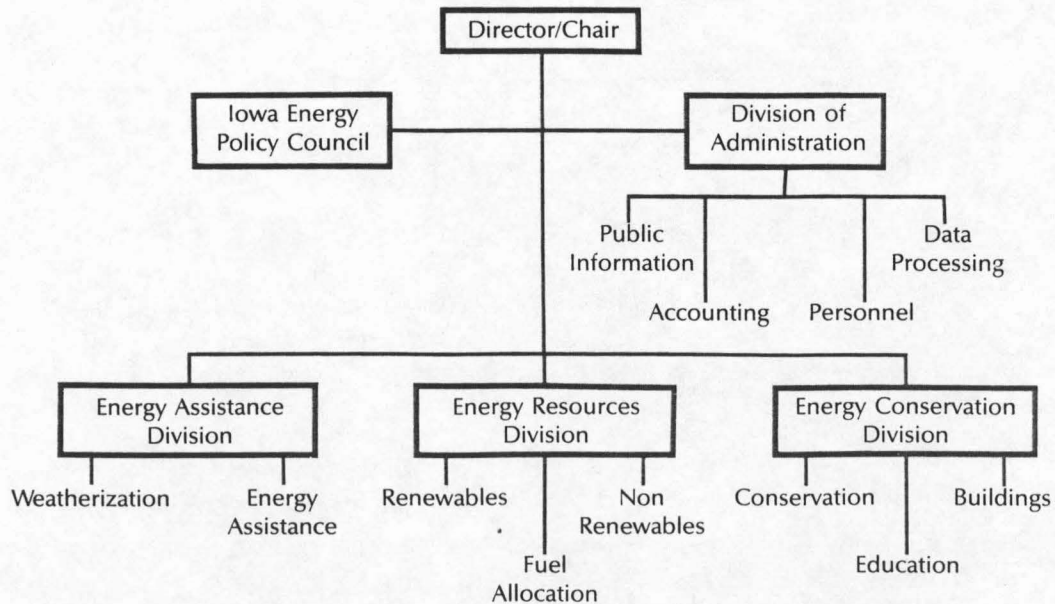 Director/Chair
Iowa Energy
Policy Council
Division of
Administration
Public
Information
Data
Processing
Accounting
Personnel
Energy Assistance
Division
Energy Resources
Division
Energy Conservation
Division
Weatherization
Energy
Assistance
Renewables
Non
Renewables
Conservation
Buildings
Fuel
Allocation
Education